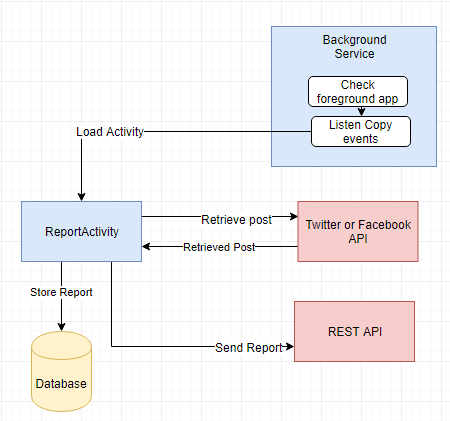 Background
Service
Check
foreground app
Listen Copy
events
Load Activity
ReportActivity
Retrieve post
Retrieved Post
Twitter or Facebook
API
Store Report
Send Report
REST API
Database